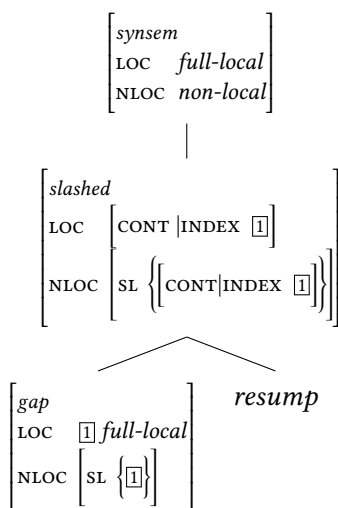 synsem
LOC full-local
NLOC non-local
slashed
LOC [CONT |INDEX 1]
NLOC [SL {[CONT|INDEX 1]}]
gap
LOC 1 full-local
NLOC [SL {1}]
resump